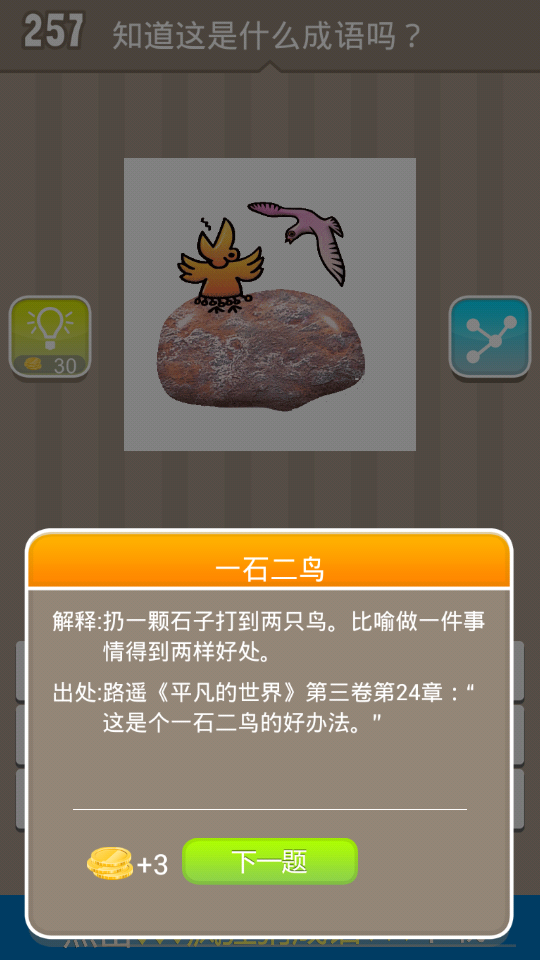 257
知道这是什么成语吗？
30
一石二鸟
解释:扔一颗石子打到两只鸟。比喻做一件事
情得到两样好处。
出处:路遥《平凡的世界》第三卷第24章：“
这是个一石二鸟的好办法。”
+3
下一题